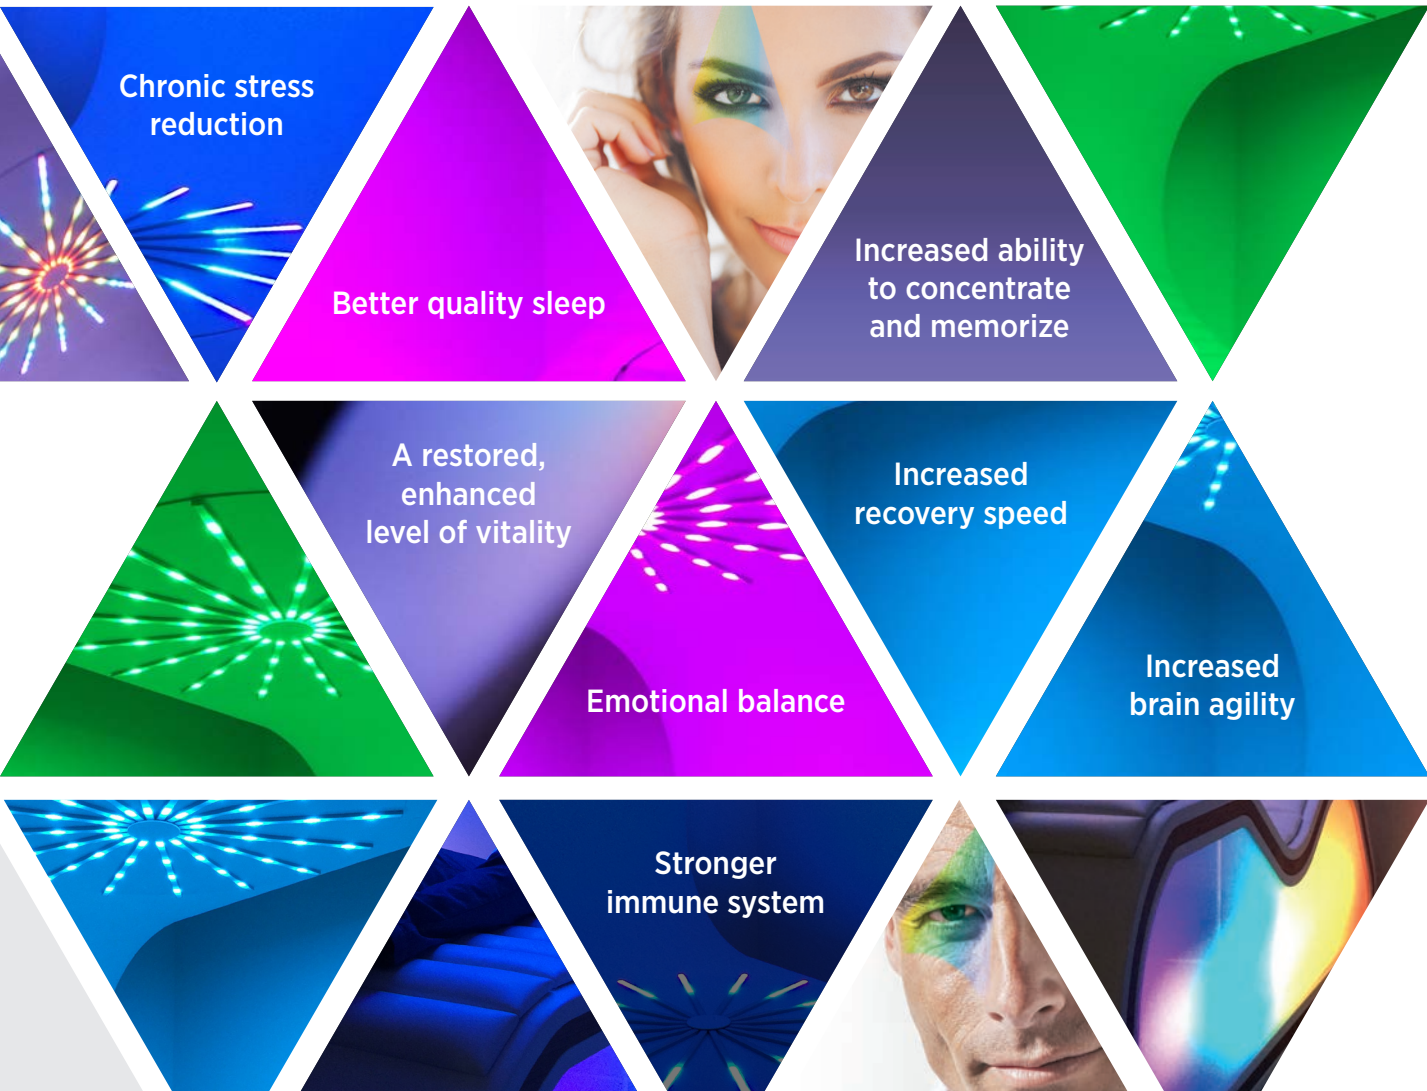 Chronic stress
reduction
Better quality sleep
Increased ability
to concentrate
and memorize
A restored,
enhanced
level of vitality
Increased
recovery speed
Emotional balance
Increased
brain agility
Stronger
immune system